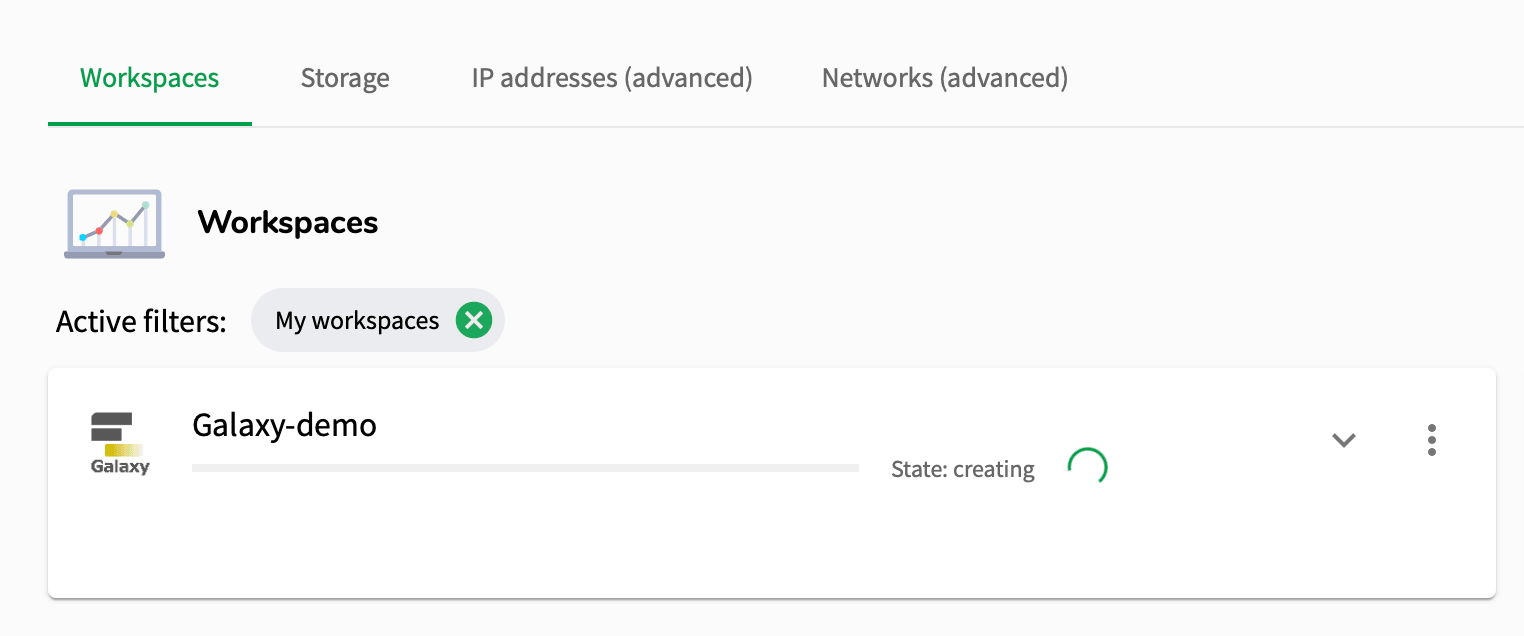 Workspaces Storage IP addresses (advanced) Networks (advanced)
Workspaces
Active filters: My workspaces
Galaxy-demo
Galaxy
State: creating